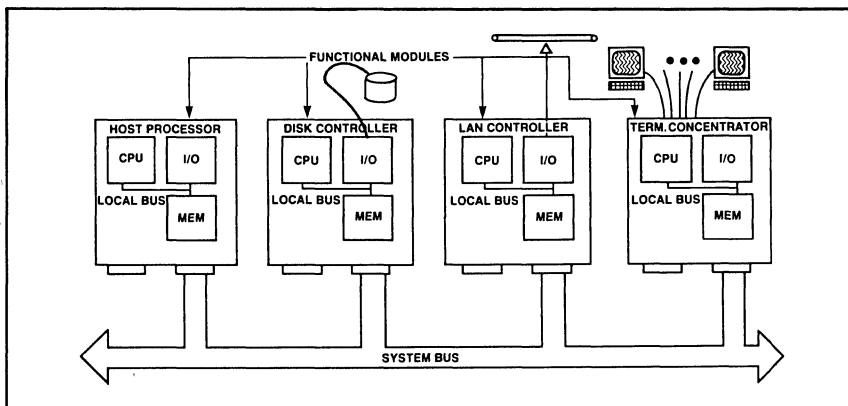 FUNCTIONAL MODULES
HOST PROCESSOR
CPU
I/O
LOCAL BUS
MEM
DISK CONTROLLER
CPU
I/O
LOCAL BUS
MEM
LAN CONTROLLER
CPU
I/O
LOCAL BUS
MEM
TERM. CONCENTRATOR
CPU
I/O
LOCAL BUS
MEM
SYSTEM BUS